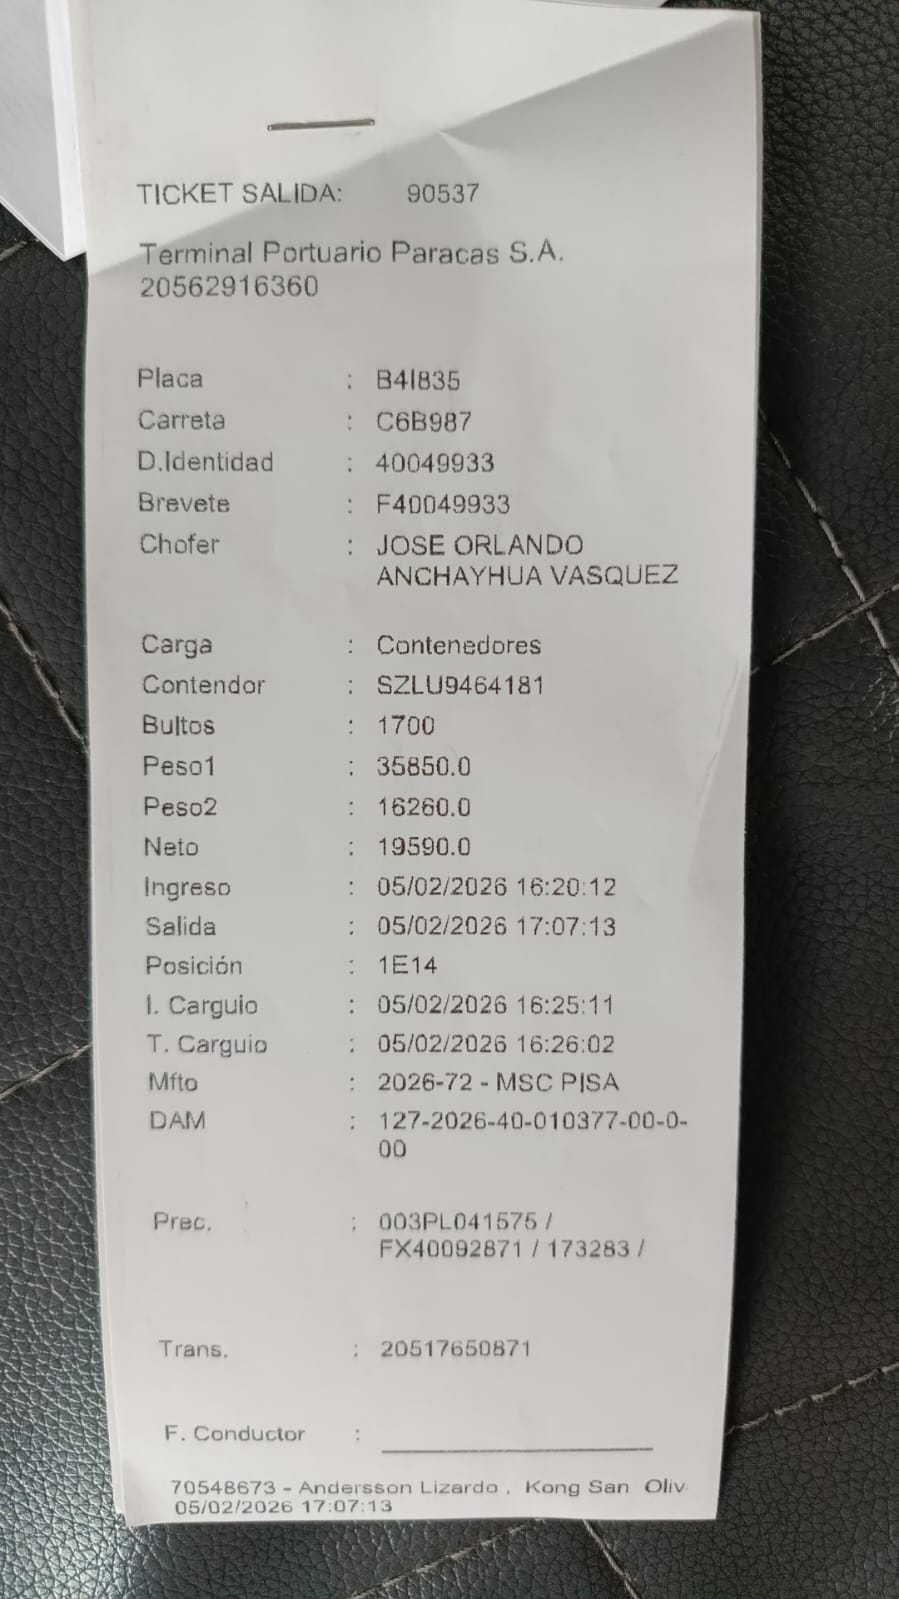 TICKET SALIDA: 90537
Terminal Portuario Paracas S.A.
20562916360
Placa : B4I835
Carreta : C6B987
D.Identidad : 40049933
Brevete : F40049933
Chofer : JOSE ORLANDO
ANCHAYHUA VASQUEZ
Carga : Contenedores
Contendor : SZLU9464181
Bultos : 1700
Peso1 : 35850.0
Peso2 : 16260.0
Neto : 19590.0
Ingreso : 05/02/2026 16:20:12
Salida : 05/02/2026 17:07:13
Posición : 1E14
I. Carguio : 05/02/2026 16:25:11
T. Carguio : 05/02/2026 16:26:02
Mfto : 2026-72 - MSC PISA
DAM : 127-2026-40-010377-00-0-
00
Prec. : 003PL041575 /
FX40092871 / 173283 /
Trans. : 20517650871
F. Conductor :
70548673 - Andersson Lizardo , Kong San Oliv
05/02/2026 17:07:13